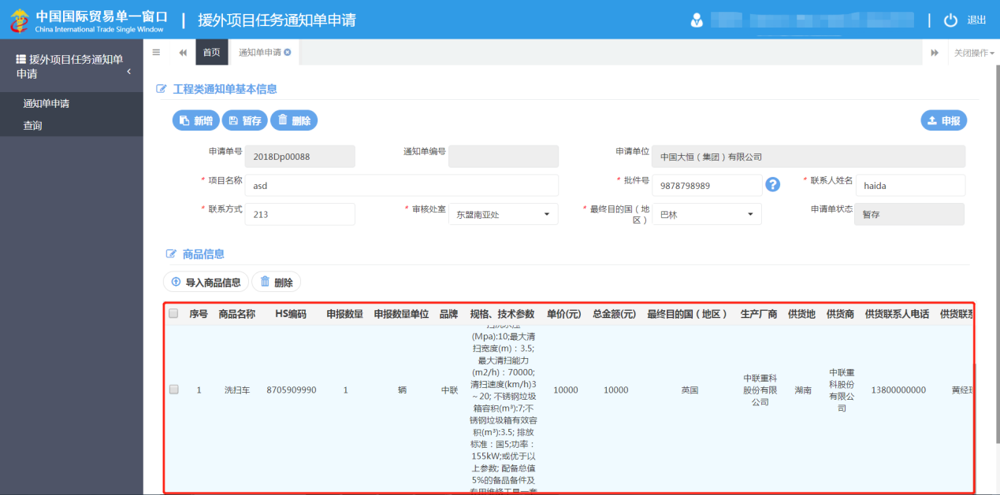 中国国际贸易单一窗口
China International Trade Single Window
援外项目任务通知单申请
退出
援外项目任务通知单
申请
首页
通知单申请
关闭操作
通知单申请
查询
工程类通知单基本信息
新增
暂存
删除
申报
申请单号 2018Dp00088
通知单编号
申请单位 中国大恒（集团）有限公司
* 项目名称 asd
* 批件号 9878798989
* 联系人姓名 haida
* 联系方式 213
* 审核处室 东盟南亚处
* 最终目的国（地
区） 巴林
申请单状态 暂存
商品信息
导入商品信息
删除
序号 商品名称 HS编码 申报数量 申报数量单位 品牌 规格、技术参数 单价(元) 总金额(元) 最终目的国（地区） 生产厂商 供货地 供货商 供货联系人电话 供货联系
1 洗扫车 8705909990 1 辆 中联
(Mpa):10;最大清
扫宽度(m)：3.5;
最大清扫能力
(m2/h)：70000;
清扫速度(km/h)3
~20; 不锈钢垃圾
箱容积(m³):7;不
锈钢垃圾箱有效容
积(m³):3.5; 排放
标准：国5;功率：
155kW;或优于以
上参数; 配备总值
5%的备品备件及
专用维修工具一套
10000
10000
英国
中联重科
股份有限
公司
湖南
中联重
科股份
有限公
司
13800000000
黄经